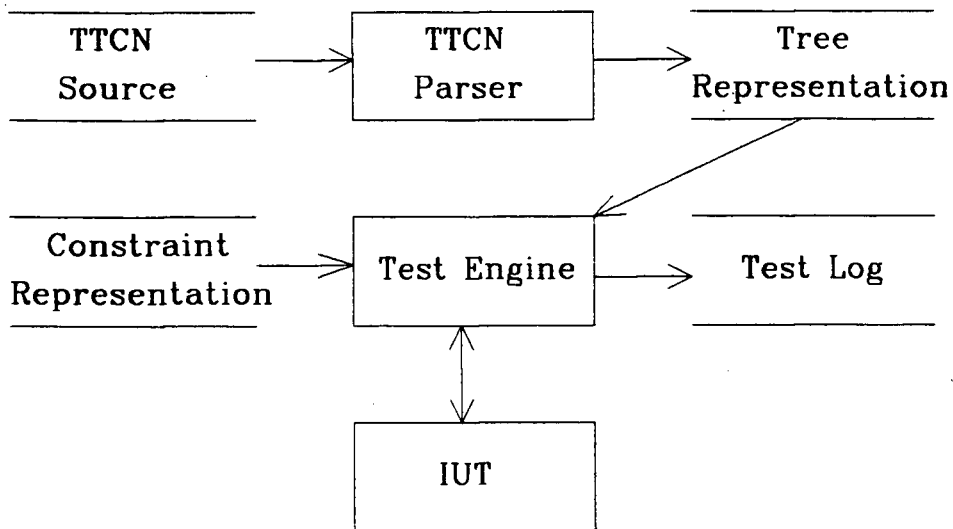 TTCN
Source
TTCN
Parser
Tree
Representation
Constraint
Representation
Test Engine
Test Log
IUT